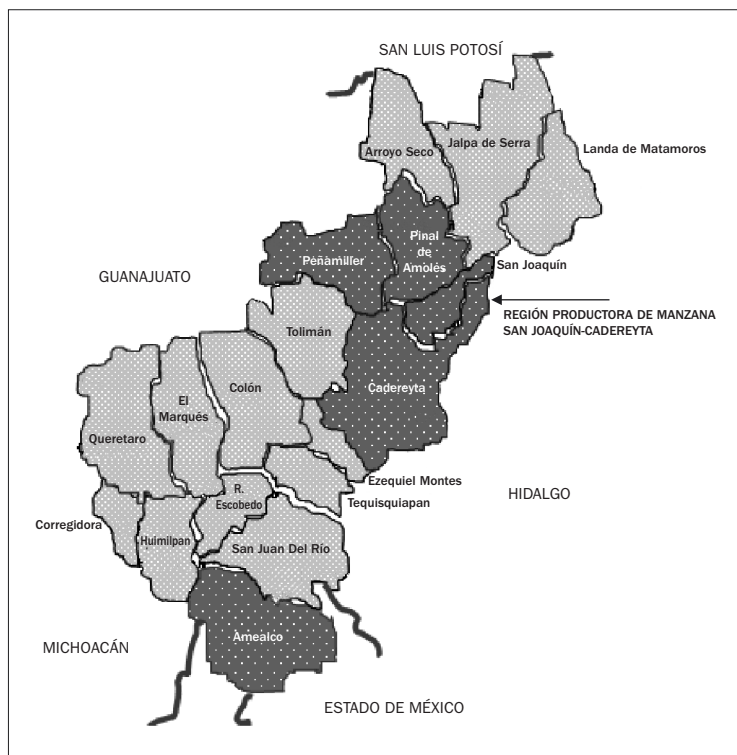 SAN LUIS POTOSÍ
Arroyo Seco
Jalpa de Serra
Landa de Matamoros
Pinal
de
Amoles
Peñamiller
San Joaquín
GUANAJUATO
REGIÓN PRODUCTORA DE MANZANA
SAN JOAQUÍN-CADEREYTA
Tolimán
Cadereyta
Colón
El
Marqués
Queretaro
Ezequiel Montes
Tequisquiapan
HIDALGO
R.
Escobedo
Corregidora
Huimilpan
San Juan Del Río
Amealco
MICHOACÁN
ESTADO DE MÉXICO